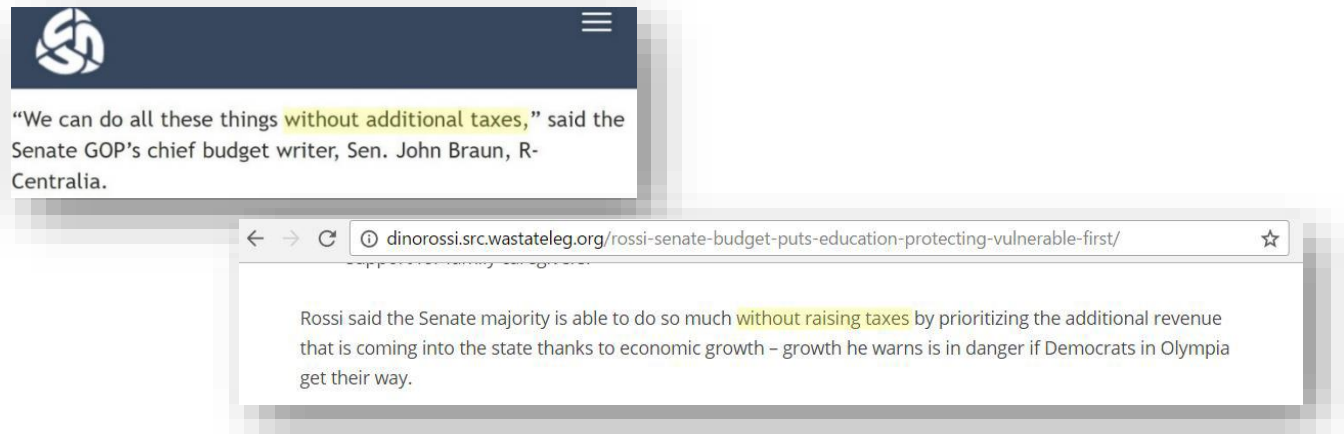 “We can do all these things without additional taxes,” said the
Senate GOP’s chief budget writer, Sen. John Braun, R-
Centralia.
dinorossi.src.wastateleg.org/rossi-senate-budget-puts-education-protecting-vulnerable-first/
Rossi said the Senate majority is able to do so much without raising taxes by prioritizing the additional revenue
that is coming into the state thanks to economic growth – growth he warns is in danger if Democrats in Olympia
get their way.